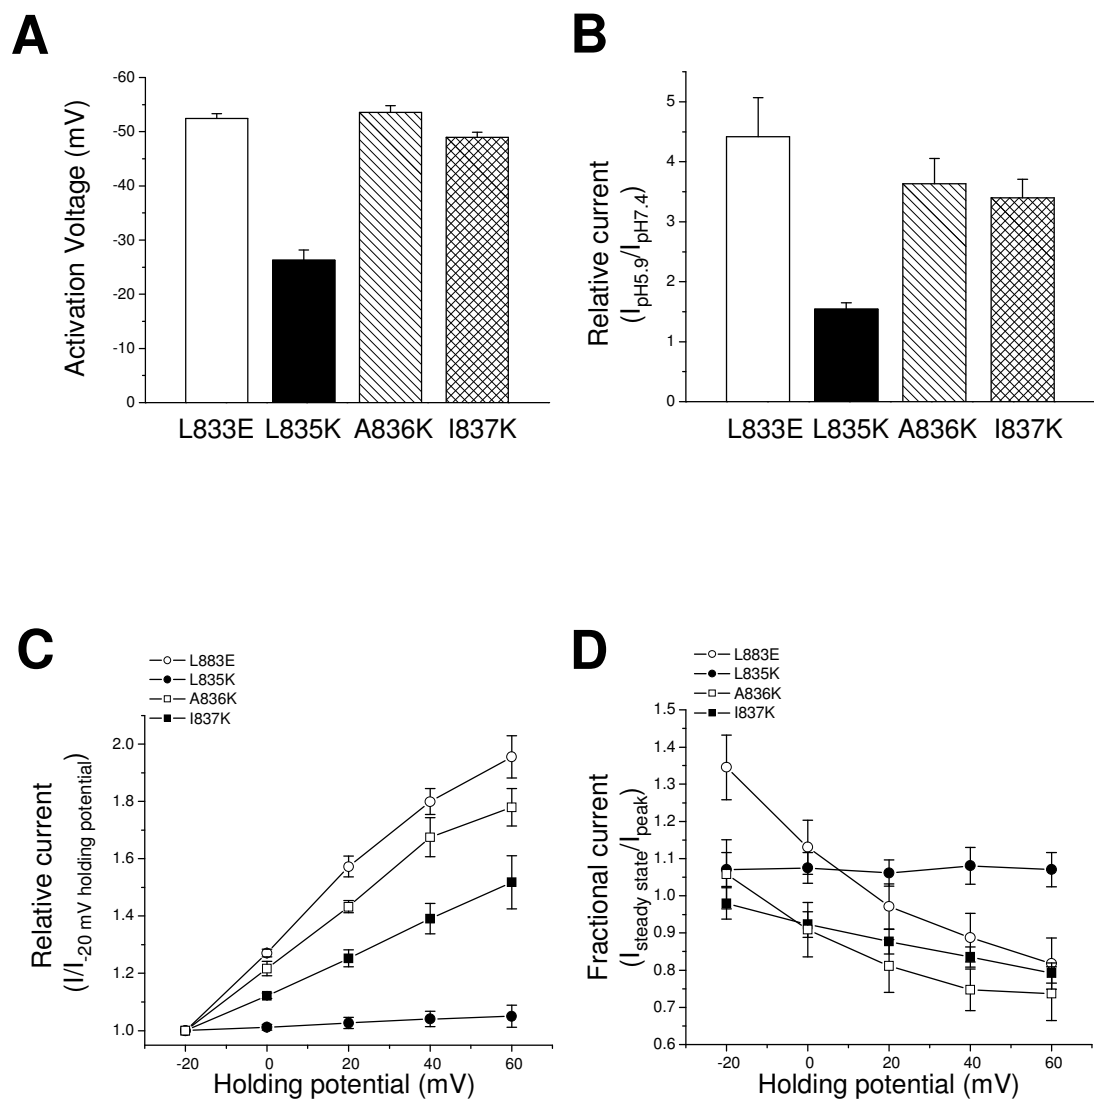 A
-60
-50
-40
-30
-20
-10
0
Activation Voltage (mV)
L833E L835K A836K I837K
B
5
4
3
2
1
0
Relative current
(IpH5.9/IpH7.4)
L833E L835K A836K I837K
C
L883E
L835K
A836K
I837K
2.0
1.8
1.6
1.4
1.2
1.0
Relative current
(I/I-20 mV holding potential)
-20 0 20 40 60
Holding potential (mV)
D
L883E
L835K
A836K
I837K
1.5
1.4
1.3
1.2
1.1
1.0
0.9
0.8
0.7
0.6
Fractional current
(Isteady state/Ipeak)
-20 0 20 40 60
Holding potential (mV)